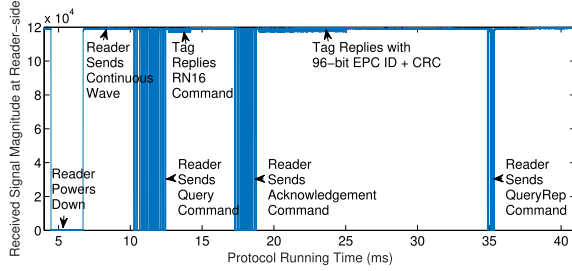 x 10^4
Received Signal Magnitude at Reader-side
12
10
8
6
4
2
0
Reader
Sends
Continuous
Wave
Tag
Replies
RN16
Command
Tag Replies with
96-bit EPC ID + CRC
Reader
Powers
Down
Reader
Sends
Query
Command
Reader
Sends
Acknowledgement
Command
Reader
Sends
QueryRep
Command
5 10 15 20 25 30 35 40
Protocol Running Time (ms)